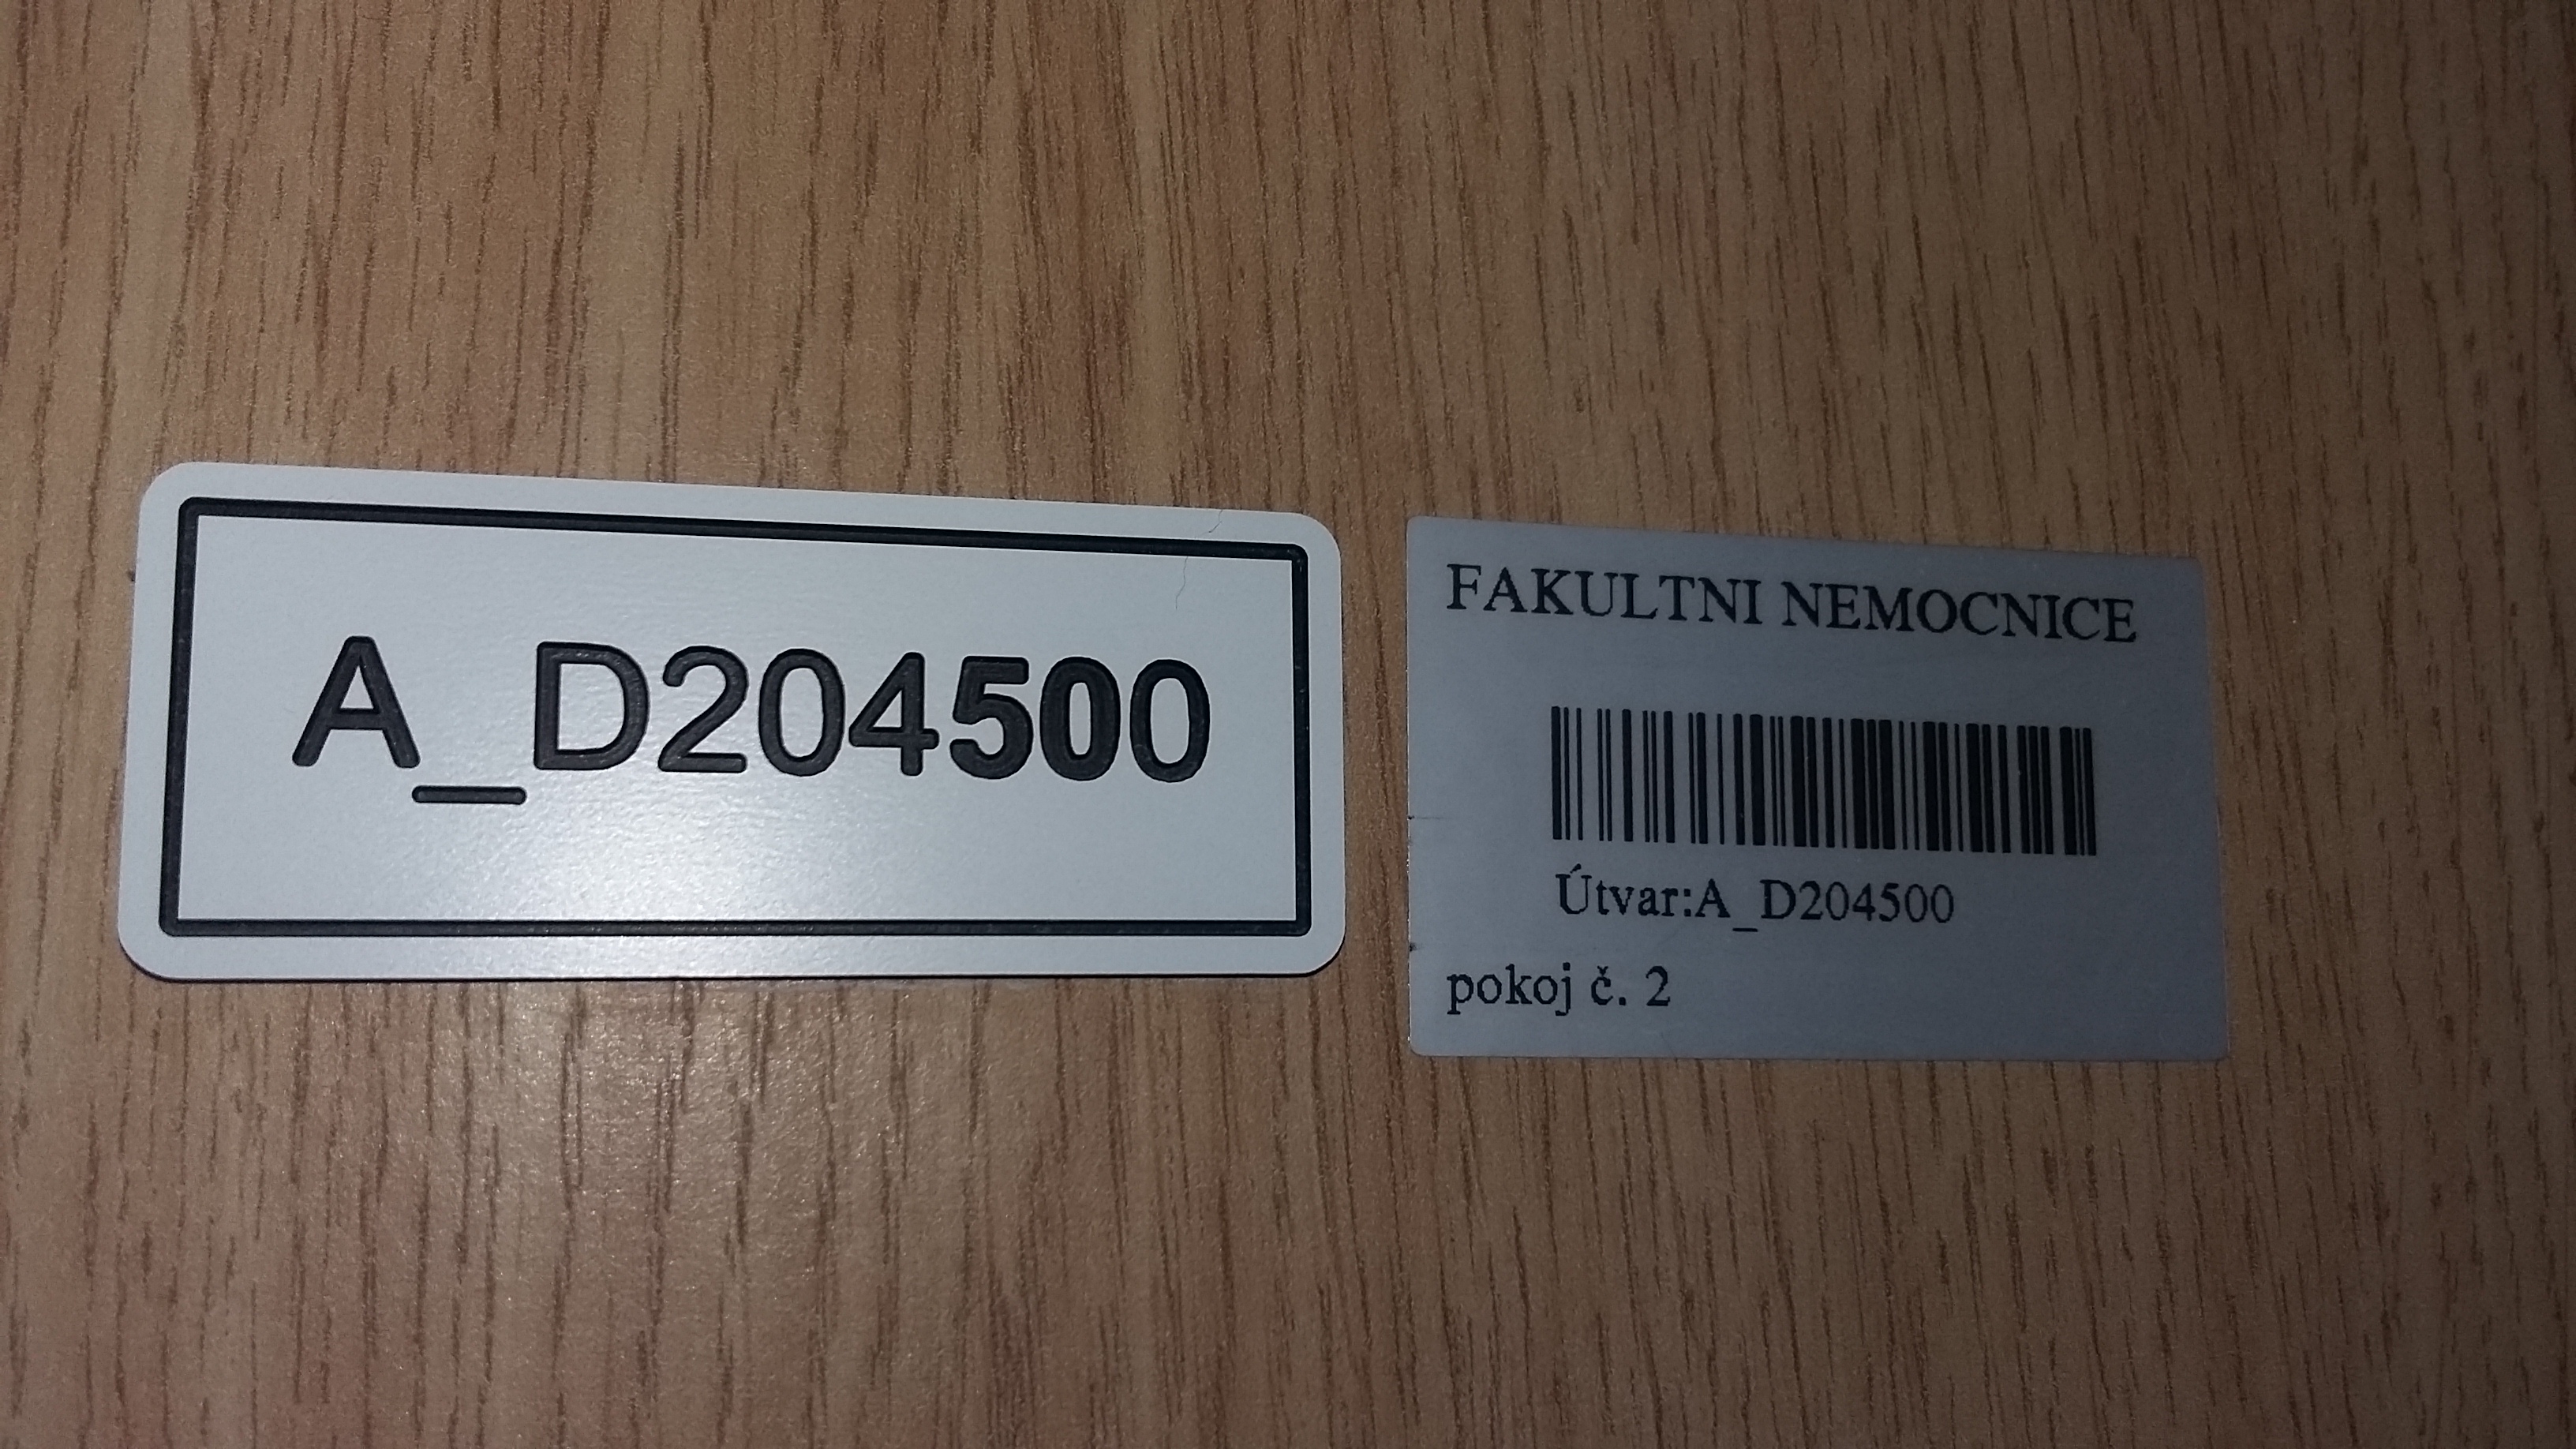 A_D204500
FAKULTNI NEMOCNICE
Útvar:A_D204500
pokoj č. 2